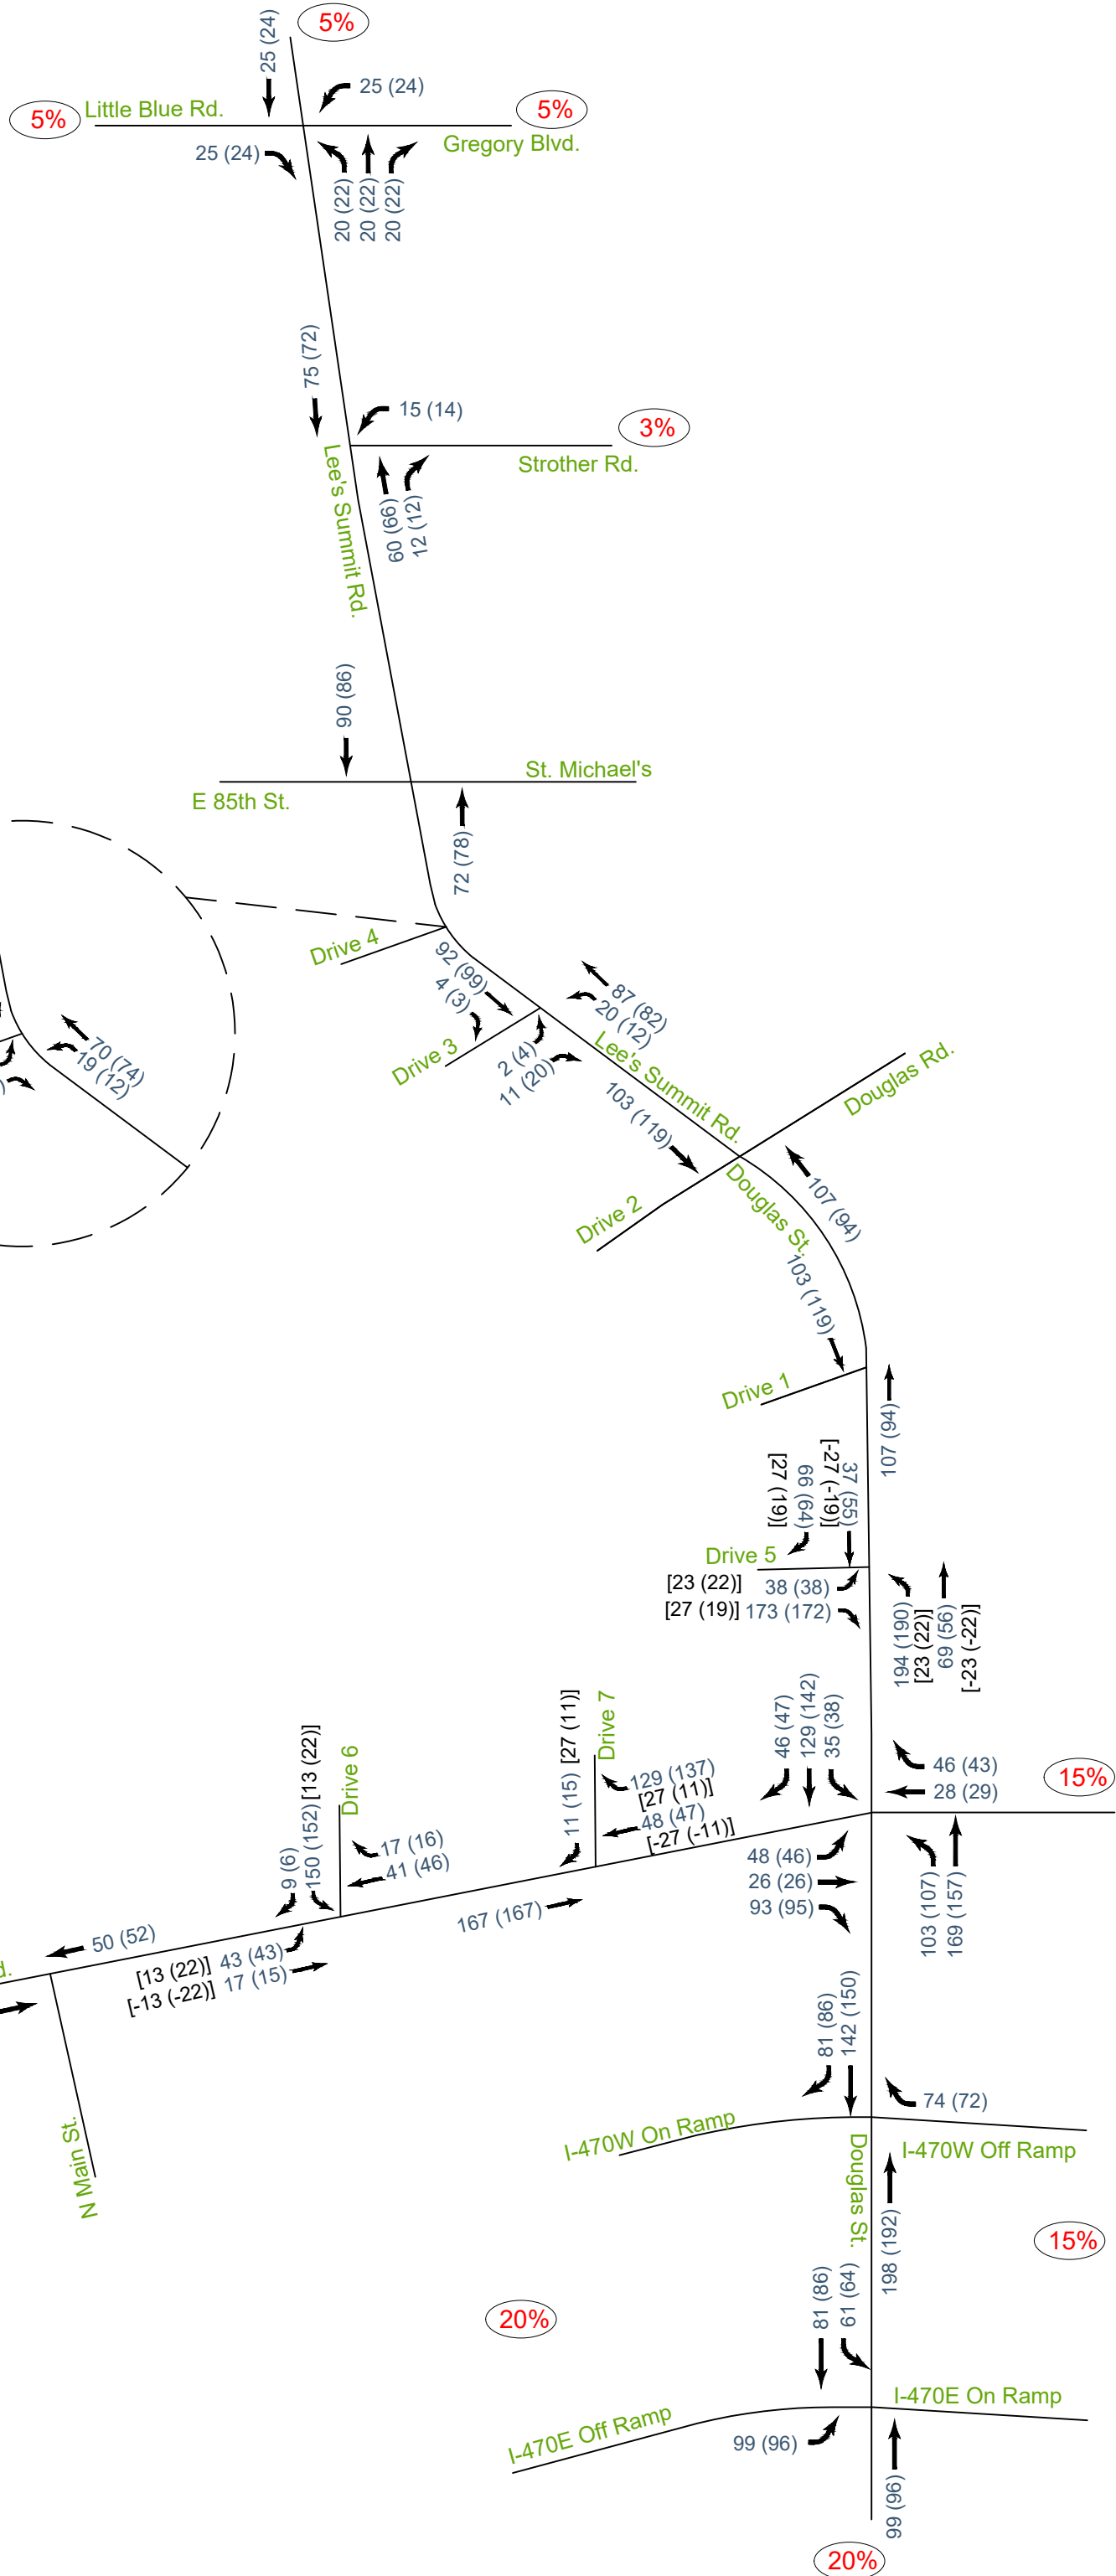 5%
25 (24)
25 (24)
5%
Little Blue Rd.
5%
Gregory Blvd.
25 (24)
20 (22)
20 (22)
20 (22)
75 (72)
15 (14)
3%
Strother Rd.
Lee's Summit Rd.
60 (66)
12 (12)
90 (86)
St. Michael's
E 85th St.
72 (78)
Drive 4
92 (99)
4 (3)
87 (82)
20 (12)
70 (74)
19 (12)
Drive 3
2 (4)
11 (20)
Lee's Summit Rd.
Douglas Rd.
103 (119)
Drive 2
Douglas St.
107 (94)
103 (119)
Drive 1
107 (94)
[27 (19)]
66 (64)
[-27 (-19)]
37 (55)
Drive 5
[23 (22)] 38 (38)
[27 (19)] 173 (172)
194 (190)
[23 (22)]
69 (56)
[-23 (-22)]
46 (47)
129 (142)
35 (38)
46 (43)
28 (29)
15%
11 (15) [27 (11)]
Drive 7
129 (137)
[27 (11)]
48 (47)
[-27 (-11)]
9 (6)
150 (152) [13 (22)]
Drive 6
17 (16)
41 (46)
48 (46)
26 (26)
93 (95)
103 (107)
169 (157)
167 (167)
50 (52)
d.
[13 (22)] 43 (43)
[-13 (-22)] 17 (15)
N Main St.
81 (86)
142 (150)
74 (72)
I-470W On Ramp
I-470W Off Ramp
Douglas St.
198 (192)
15%
20%
81 (86)
61 (64)
I-470E On Ramp
I-470E Off Ramp
99 (96)
99 (96)
20%